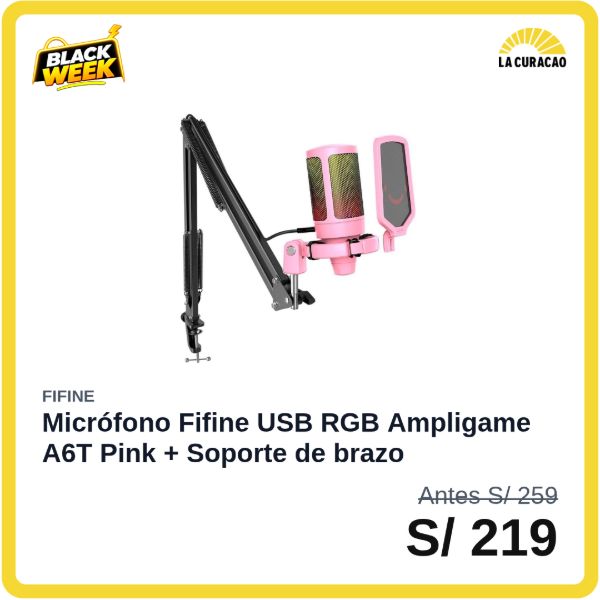 BLACK
WEEK
LA CURACAO
FIFINE
Micrófono Fifine USB RGB Ampligame
A6T Pink + Soporte de brazo
Antes S/ 259
S/ 219